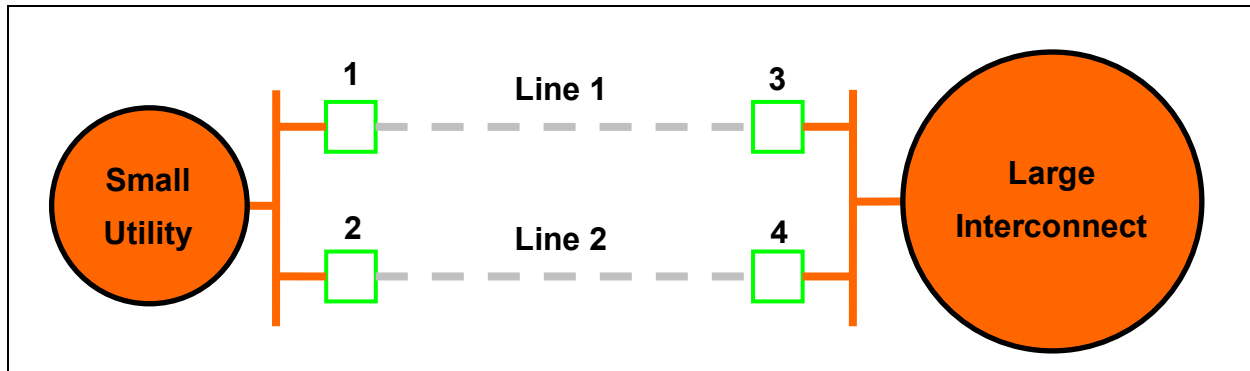 1
Line 1
3
Small
Utility
Large
Interconnect
2
Line 2
4